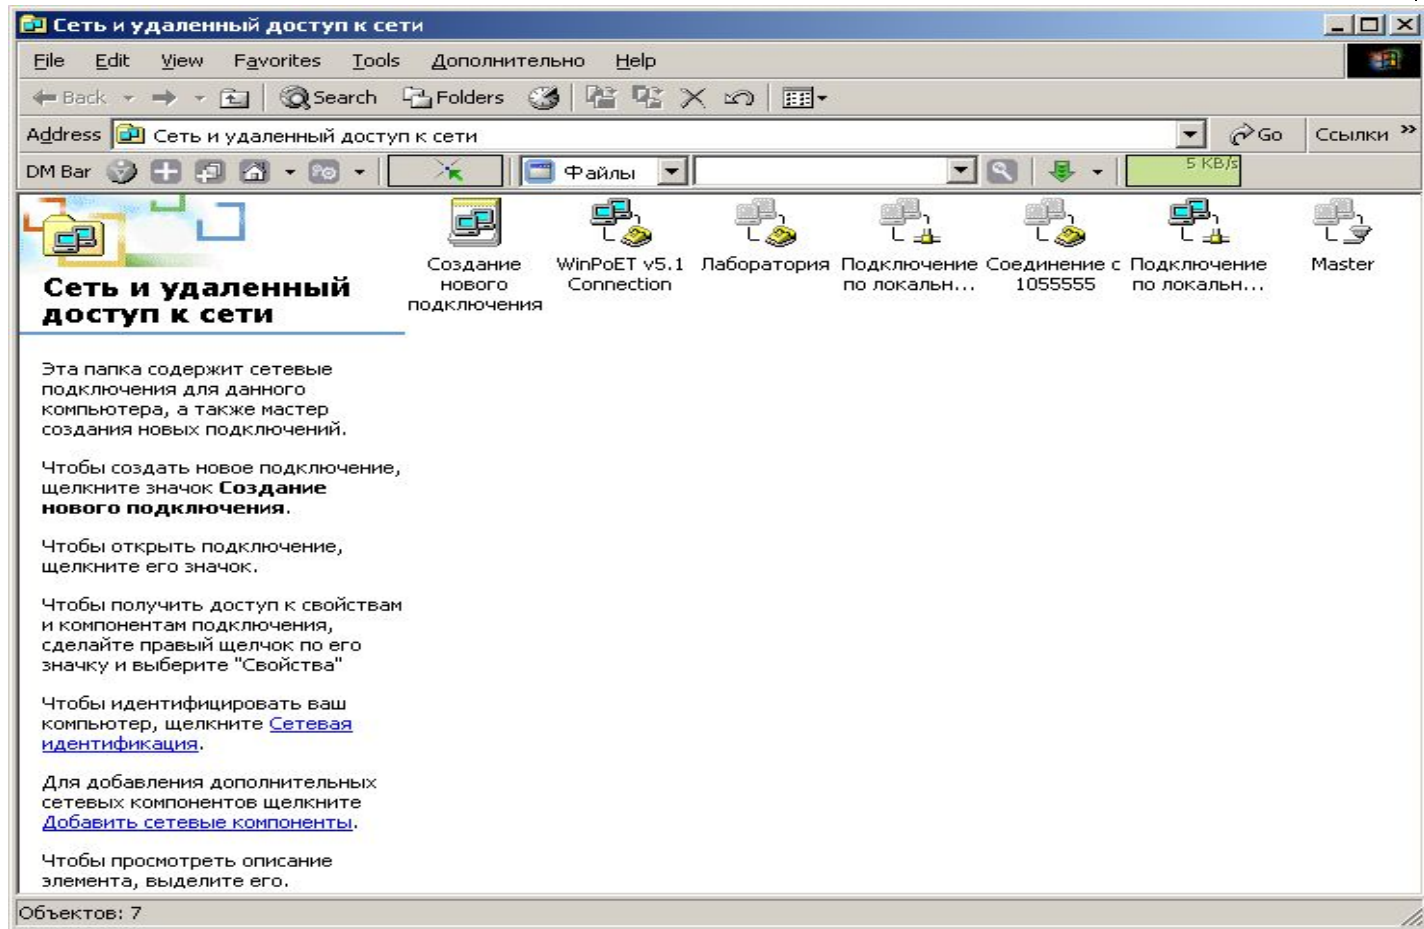 Сеть и удаленный доступ к сети
File Edit View Favorites Tools Дополнительно Help
Back Search Folders
Address Сеть и удаленный доступ к сети Go Ссылки »
DM Bar Файлы 5 KB/s
Сеть и удаленный
доступ к сети
Эта папка содержит сетевые
подключения для данного
компьютера, а также мастер
создания новых подключений.
Чтобы создать новое подключение,
щелкните значок Создание
нового подключения.
Чтобы открыть подключение,
щелкните его значок.
Чтобы получить доступ к свойствам
и компонентам подключения,
сделайте правый щелчок по его
значку и выберите "Свойства"
Чтобы идентифицировать ваш
компьютер, щелкните Сетевая
идентификация.
Для добавления дополнительных
сетевых компонентов щелкните
Добавить сетевые компоненты.
Чтобы просмотреть описание
элемента, выделите его.
Создание
нового
подключения
WinPoET v5.1
Connection
Лаборатория
Подключение
по локальн...
Соединение с
1055555
Подключение
по локальн...
Master
Объектов: 7